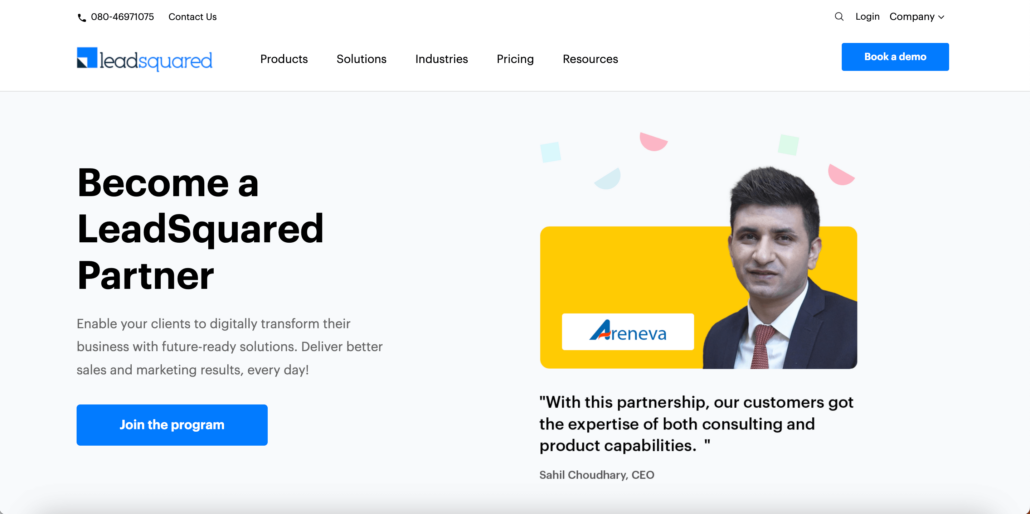 080-46971075 Contact Us
Login Company
leadsquared Products Solutions Industries Pricing Resources Book a demo
Become a
LeadSquared
Partner
Enable your clients to digitally transform their
business with future-ready solutions. Deliver better
sales and marketing results, every day!
Join the program
Areneva
"With this partnership, our customers got
the expertise of both consulting and
product capabilities. "
Sahil Choudhary, CEO